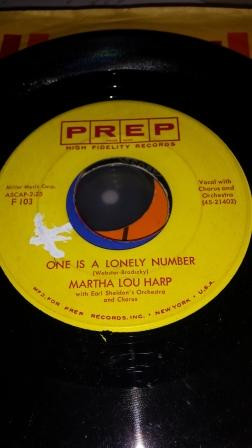 PREP
HIGH FIDELITY RECORDS
Miller Music Corp.
ASCAP-2:25
F 103
Vocal with
Chorus and
Orchestra
(45-21402)
ONE IS A LONELY NUMBER
(Webster-Brodszky)
MARTHA LOU HARP
with Earl Sheldon's Orchestra
and Chorus
MFD. FOR PREP RECORDS, INC. • NEW YORK • U.S.A.